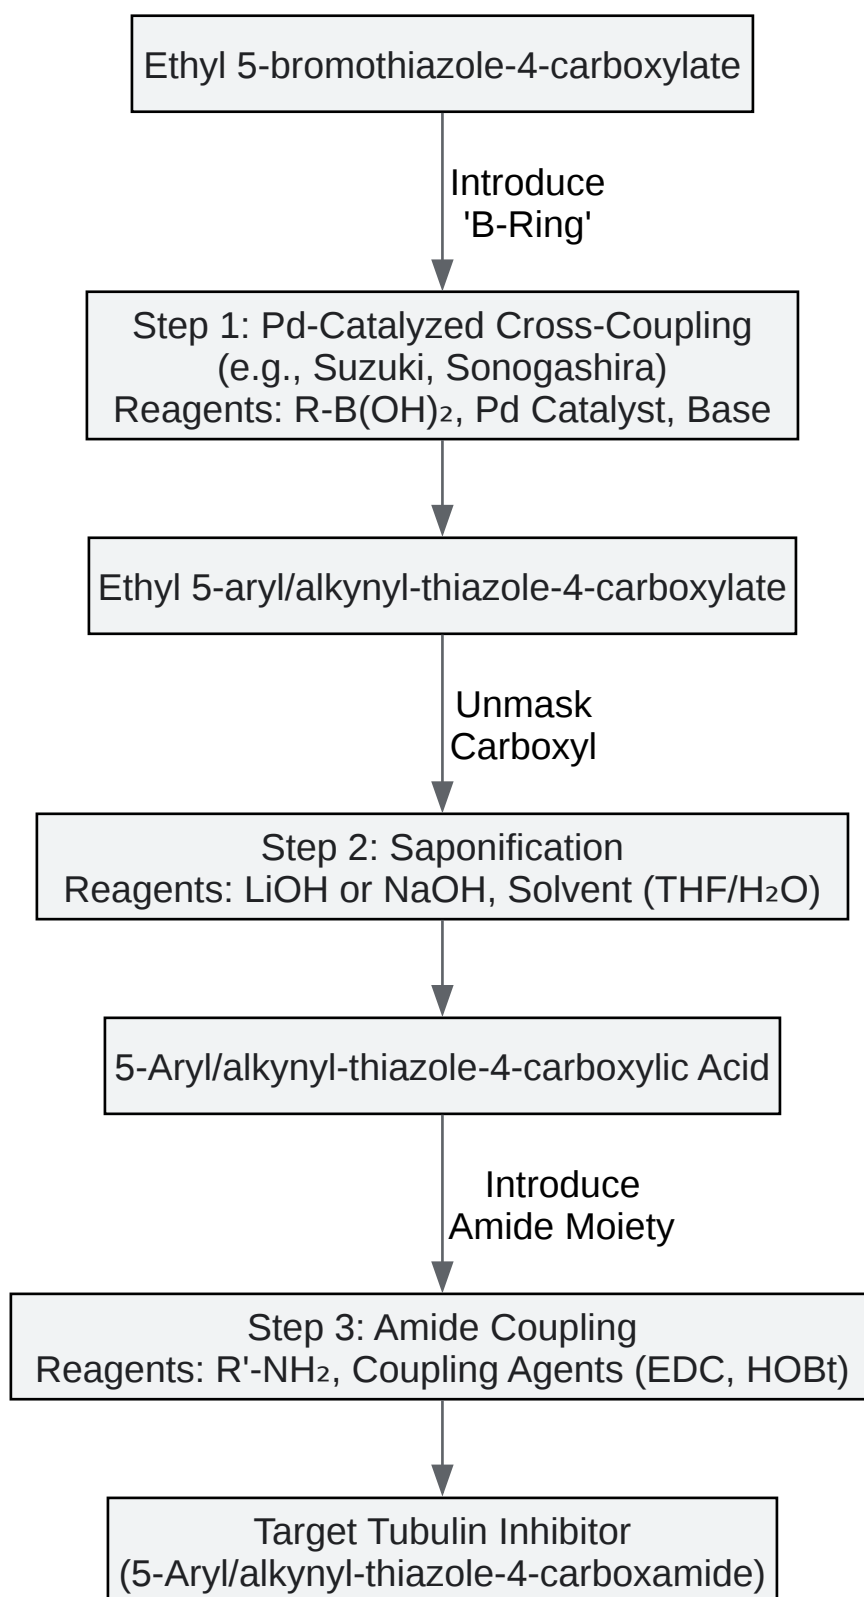 Ethyl 5-bromothiazole-4-carboxylate
Introduce
'B-Ring'
Step 1: Pd-Catalyzed Cross-Coupling
(e.g., Suzuki, Sonogashira)
Reagents: R-B(OH)₂, Pd Catalyst, Base
Ethyl 5-aryl/alkynyl-thiazole-4-carboxylate
Unmask
Carboxyl
Step 2: Saponification
Reagents: LiOH or NaOH, Solvent (THF/H₂O)
5-Aryl/alkynyl-thiazole-4-carboxylic Acid
Introduce
Amide Moiety
Step 3: Amide Coupling
Reagents: R'-NH₂, Coupling Agents (EDC, HOBt)
Target Tubulin Inhibitor
(5-Aryl/alkynyl-thiazole-4-carboxamide)